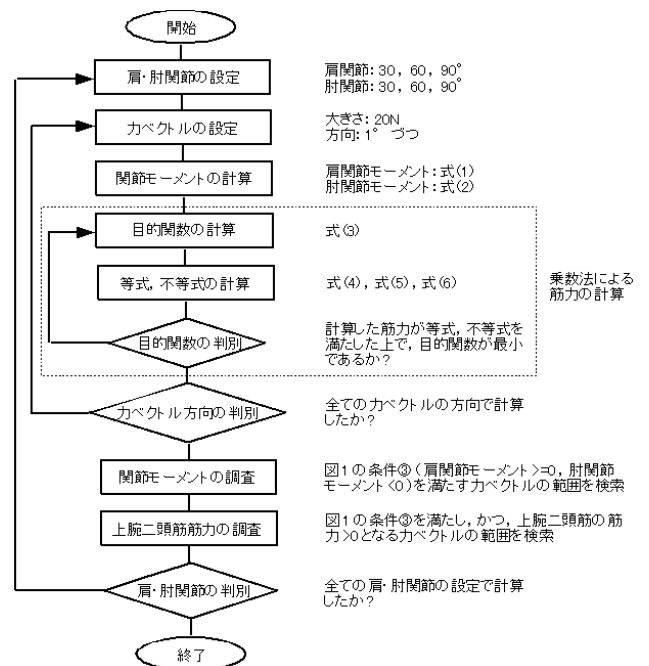 開始
肩・肘関節の設定
肩関節：30，60，90°
肘関節：30，60，90°
力ベクトルの設定
大きさ：20N
方向：1° づつ
関節モーメントの計算
肩関節モーメント：式(1)
肘関節モーメント：式(2)
目的関数の計算
式(3)
等式，不等式の計算
式(4)，式(5)，式(6)
乗数法による
筋力の計算
目的関数の判別
計算した筋力が等式，不等式を
満たした上で，目的関数が最小
であるか？
力ベクトル方向の判別
全ての力ベクトルの方向で計算
したか？
関節モーメントの調査
図1の条件③（肩関節モーメント>=0，肘関節
モーメント<0）を満たす力ベクトルの範囲を検索
上腕二頭筋筋力の調査
図1の条件③を満たし，かつ，上腕二頭筋の筋
力>0となる力ベクトルの範囲を検索
肩・肘関節の判別
全ての肩・肘関節の設定で計算
したか？
終了